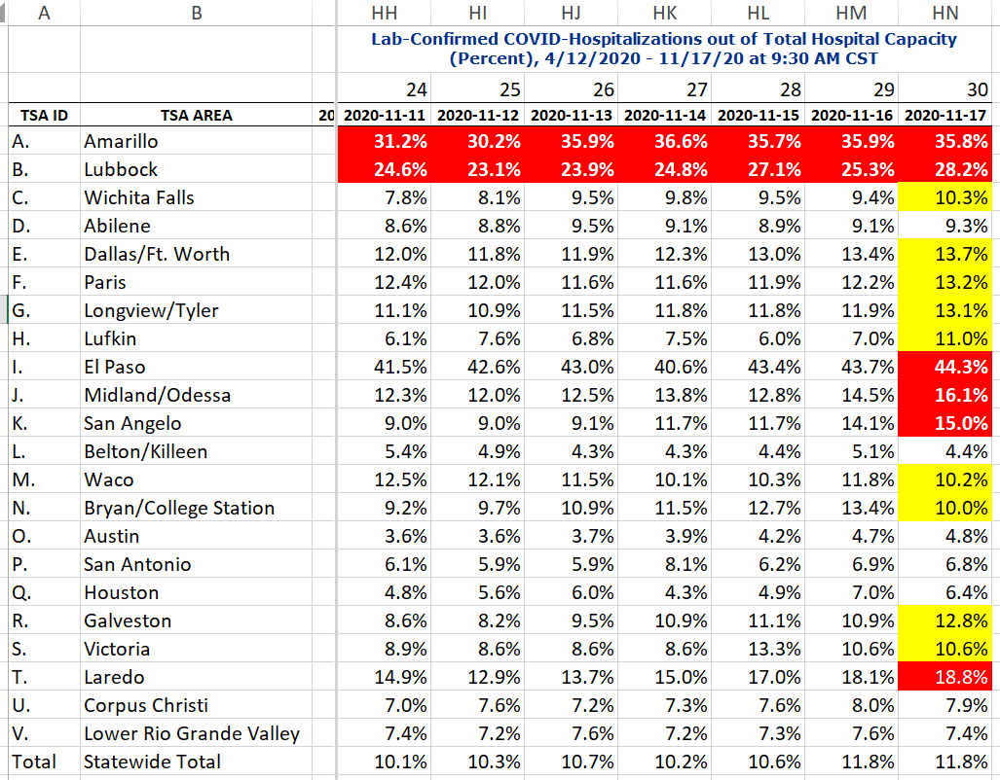 A B HH HI HJ HK HL HM HN
Lab-Confirmed COVID-Hospitalizations out of Total Hospital Capacity
(Percent), 4/12/2020 - 11/17/20 at 9:30 AM CST
24 25 26 27 28 29 30
TSA ID TSA AREA 20 2020-11-11 2020-11-12 2020-11-13 2020-11-14 2020-11-15 2020-11-16 2020-11-17
A. Amarillo 31.2% 30.2% 35.9% 36.6% 35.7% 35.9% 35.8%
B. Lubbock 24.6% 23.1% 23.9% 24.8% 27.1% 25.3% 28.2%
C. Wichita Falls 7.8% 8.1% 9.5% 9.8% 9.5% 9.4% 10.3%
D. Abilene 8.6% 8.8% 9.5% 9.1% 8.9% 9.1% 9.3%
E. Dallas/Ft. Worth 12.0% 11.8% 11.9% 12.3% 13.0% 13.4% 13.7%
F. Paris 12.4% 12.0% 11.6% 11.6% 11.9% 12.2% 13.2%
G. Longview/Tyler 11.1% 10.9% 11.5% 11.8% 11.8% 11.9% 13.1%
H. Lufkin 6.1% 7.6% 6.8% 7.5% 6.0% 7.0% 11.0%
I. El Paso 41.5% 42.6% 43.0% 40.6% 43.4% 43.7% 44.3%
J. Midland/Odessa 12.3% 12.0% 12.5% 13.8% 12.8% 14.5% 16.1%
K. San Angelo 9.0% 9.0% 9.1% 11.7% 11.7% 14.1% 15.0%
L. Belton/Killeen 5.4% 4.9% 4.3% 4.3% 4.4% 5.1% 4.4%
M. Waco 12.5% 12.1% 11.5% 10.1% 10.3% 11.8% 10.2%
N. Bryan/College Station 9.2% 9.7% 10.9% 11.5% 12.7% 13.4% 10.0%
O. Austin 3.6% 3.6% 3.7% 3.9% 4.2% 4.7% 4.8%
P. San Antonio 6.1% 5.9% 5.9% 8.1% 6.2% 6.9% 6.8%
Q. Houston 4.8% 5.6% 6.0% 4.3% 4.9% 7.0% 6.4%
R. Galveston 8.6% 8.2% 9.5% 10.9% 11.1% 10.9% 12.8%
S. Victoria 8.9% 8.6% 8.6% 8.6% 13.3% 10.6% 10.6%
T. Laredo 14.9% 12.9% 13.7% 15.0% 17.0% 18.1% 18.8%
U. Corpus Christi 7.0% 7.6% 7.2% 7.3% 7.6% 8.0% 7.9%
V. Lower Rio Grande Valley 7.4% 7.2% 7.6% 7.2% 7.3% 7.6% 7.4%
Total Statewide Total 10.1% 10.3% 10.7% 10.2% 10.6% 11.8% 11.8%